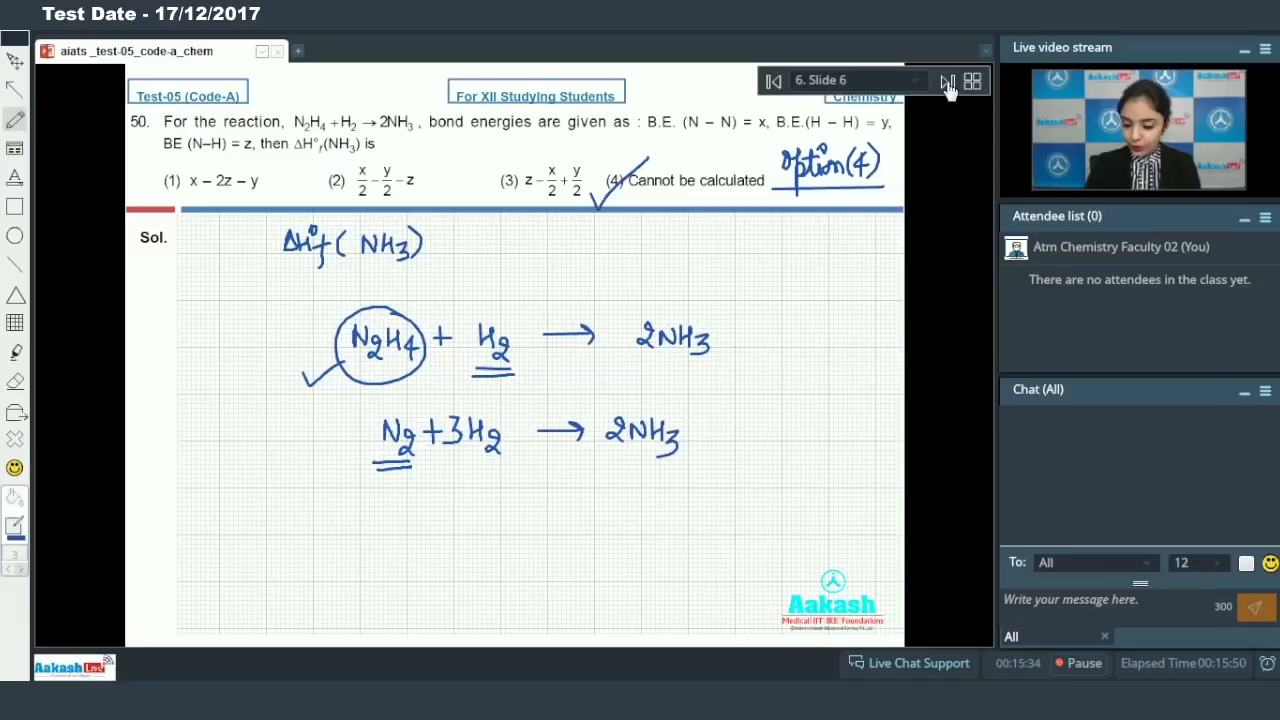 Test Date - 17/12/2017
aiats _test-05_code-a_chem
Live video stream
6. Slide 6
Test-05 (Code-A)
For XII Studying Students
Chemistry
50. For the reaction, N₂H₄ + H₂ → 2NH₃ , bond energies are given as : B.E. (N – N) = x, B.E.(H – H) = y,
BE (N–H) = z, then ΔH°f(NH₃) is
(1) x – 2z – y
(2) x/2 – y/2 – z
(3) z – x/2 + y/2
(4) Cannot be calculated
Option(4)
Sol.
ΔH°f ( NH3)
N2H4 + H2 → 2NH3
N2 + 3H2 → 2NH3
Aakash
Medical|IIT-JEE|Foundations
Attendee list (0)
Atm Chemistry Faculty 02 (You)
There are no attendees in the class yet.
Chat (All)
To: All 12
Write your message here.
300
All
Aakash Live
3
Live Chat Support
00:15:34
Pause
Elapsed Time 00:15:50